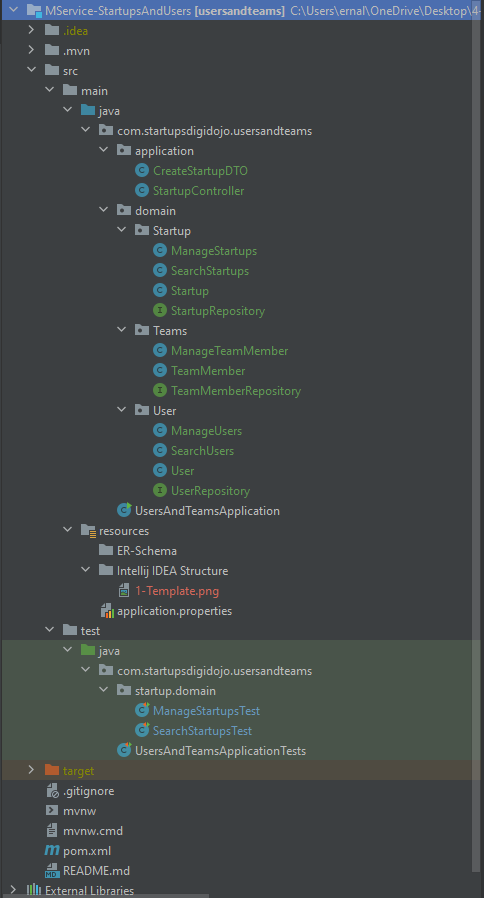 MService-StartupsAndUsers [usersandteams] C:\Users\ernal\OneDrive\Desktop\4-
.idea
.mvn
src
main
java
com.startupsdigidojo.usersandteams
application
CreateStartupDTO
StartupController
domain
Startup
ManageStartups
SearchStartups
Startup
StartupRepository
Teams
ManageTeamMember
TeamMember
TeamMemberRepository
User
ManageUsers
SearchUsers
User
UserRepository
UsersAndTeamsApplication
resources
ER-Schema
Intellij IDEA Structure
1-Template.png
application.properties
test
java
com.startupsdigidojo.usersandteams
startup.domain
ManageStartupsTest
SearchStartupsTest
UsersAndTeamsApplicationTests
target
.gitignore
mvnw
mvnw.cmd
pom.xml
README.md
External Libraries